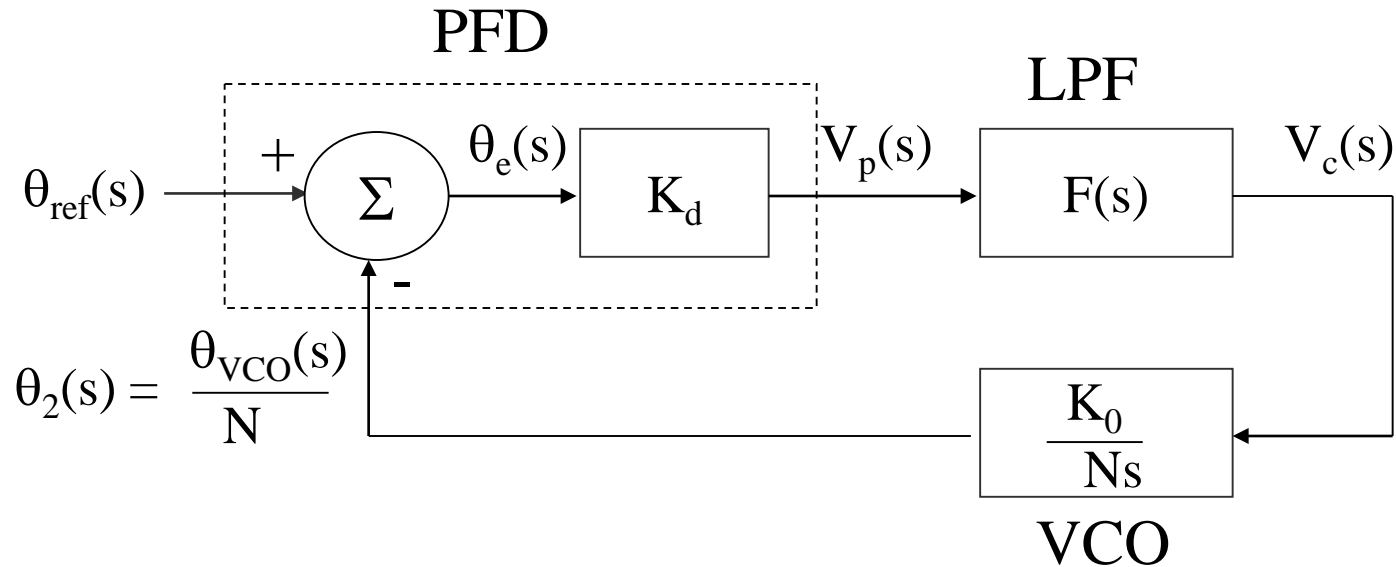 PFD
LPF
+
θref(s)
Σ
θe(s)
Kd
Vp(s)
F(s)
Vc(s)
-
θ2(s) = θVCO(s)
N
K0
Ns
VCO